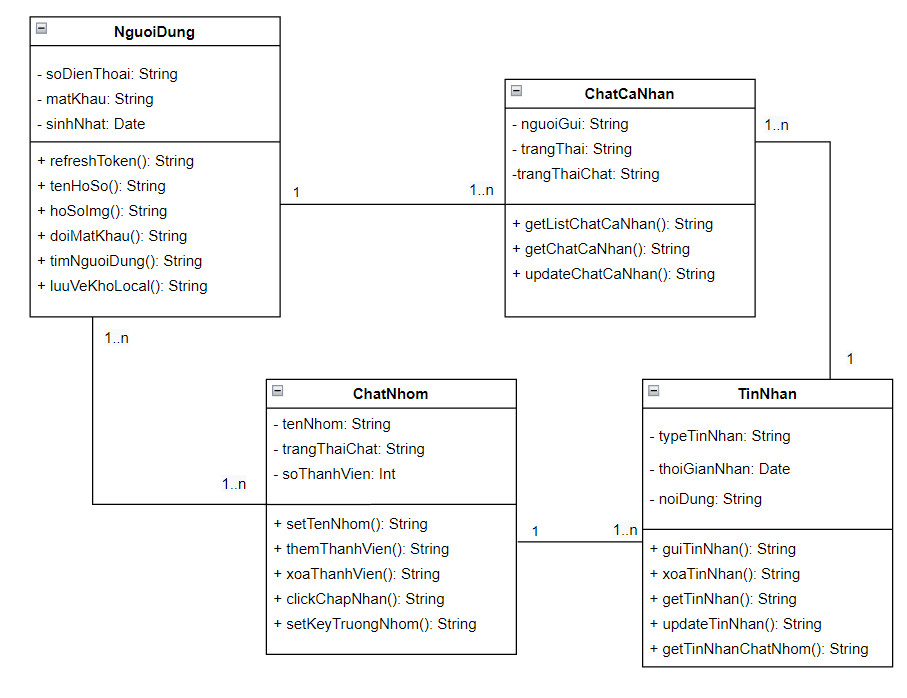 NguoiDung
- soDienThoai: String
- matKhau: String
- sinhNhat: Date
+ refreshToken(): String
+ tenHoSo(): String
+ hoSoImg(): String
+ doiMatKhau(): String
+ timNguoiDung(): String
+ luuVeKhoLocal(): String
1
1..n
ChatCaNhan
- nguoiGui: String
- trangThai: String
-trangThaiChat: String
+ getListChatCaNhan(): String
+ getChatCaNhan(): String
+ updateChatCaNhan(): String
1..n
1
1..n
1..n
ChatNhom
- tenNhom: String
- trangThaiChat: String
- soThanhVien: Int
+ setTenNhom(): String
+ themThanhVien(): String
+ xoaThanhVien(): String
+ clickChapNhan(): String
+ setKeyTruongNhom(): String
1
1..n
TinNhan
- typeTinNhan: String
- thoiGianNhan: Date
- noiDung: String
+ guiTinNhan(): String
+ xoaTinNhan(): String
+ getTinNhan(): String
+ updateTinNhan(): String
+ getTinNhanChatNhom(): String